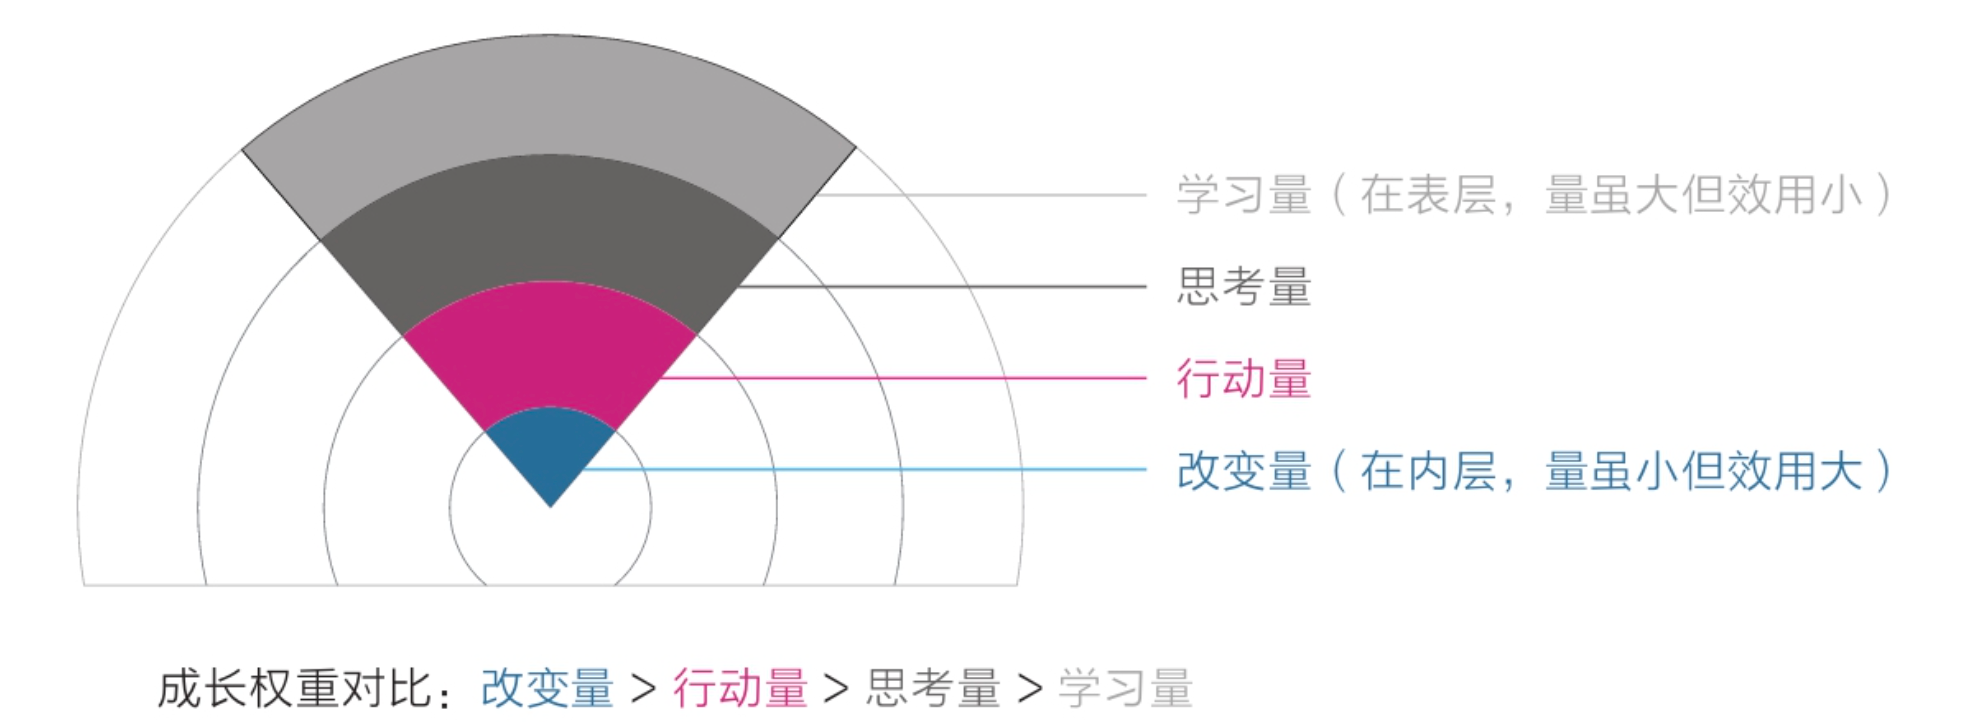 学习量（在表层，量虽大但效用小）
思考量
行动量
改变量（在内层，量虽小但效用大）
成长权重对比：改变量 > 行动量 > 思考量 > 学习量